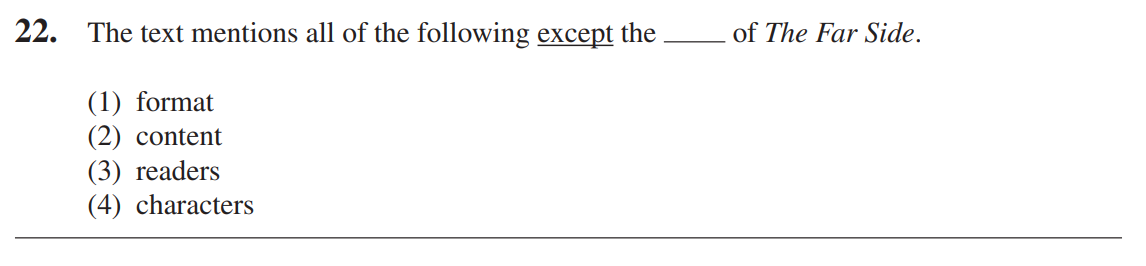 22. The text mentions all of the following except the _____ of The Far Side.
(1) format
(2) content
(3) readers
(4) characters